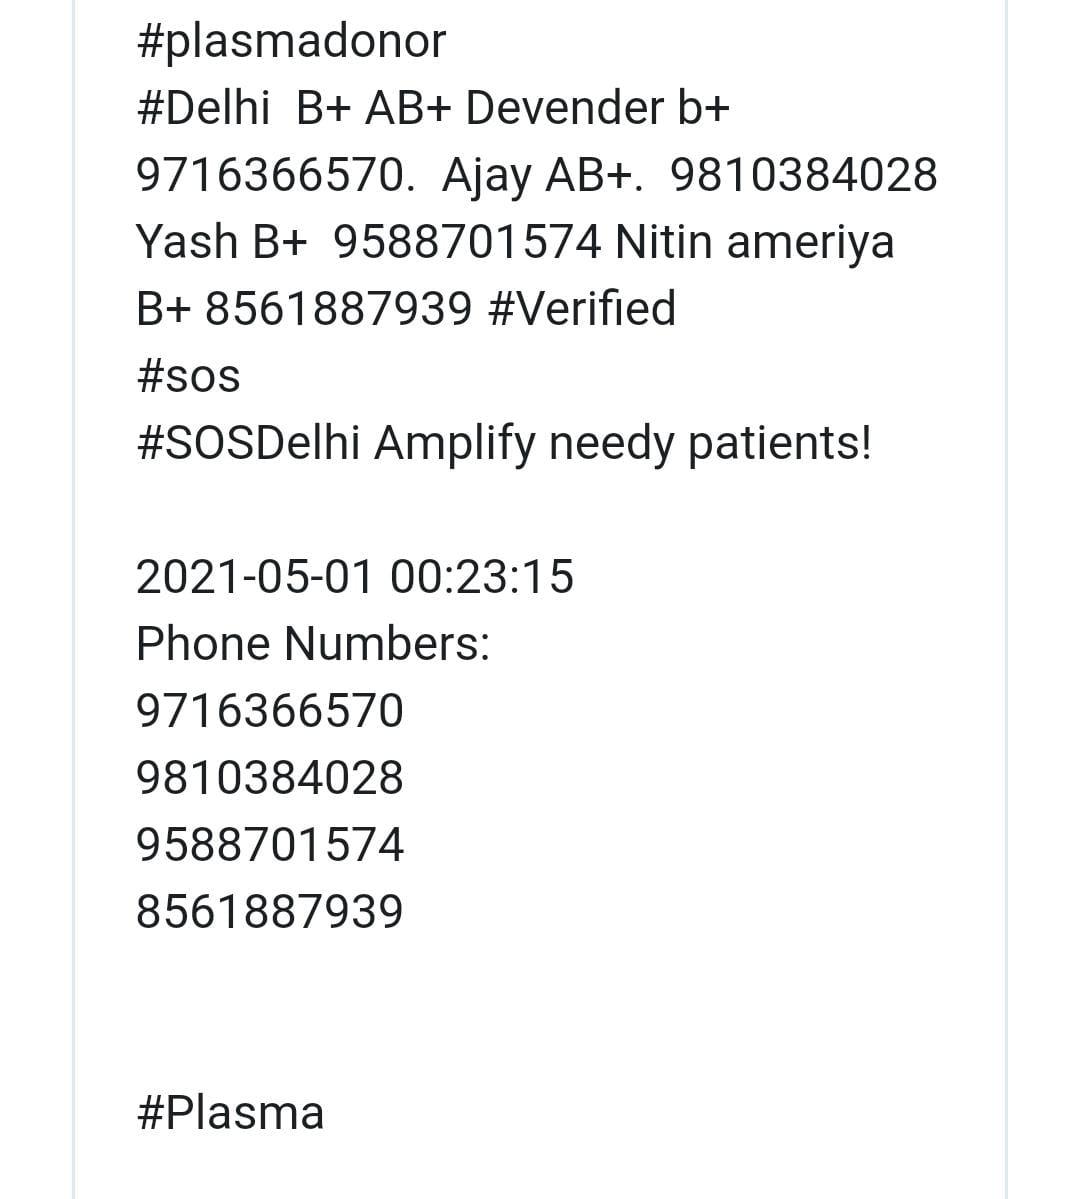 #plasmadonor
#Delhi  B+ AB+ Devender b+
9716366570.  Ajay AB+.  9810384028
Yash B+  9588701574 Nitin ameriya
B+ 8561887939 #Verified
#sos
#SOSDelhi Amplify needy patients!
2021-05-01 00:23:15
Phone Numbers:
9716366570
9810384028
9588701574
8561887939
#Plasma